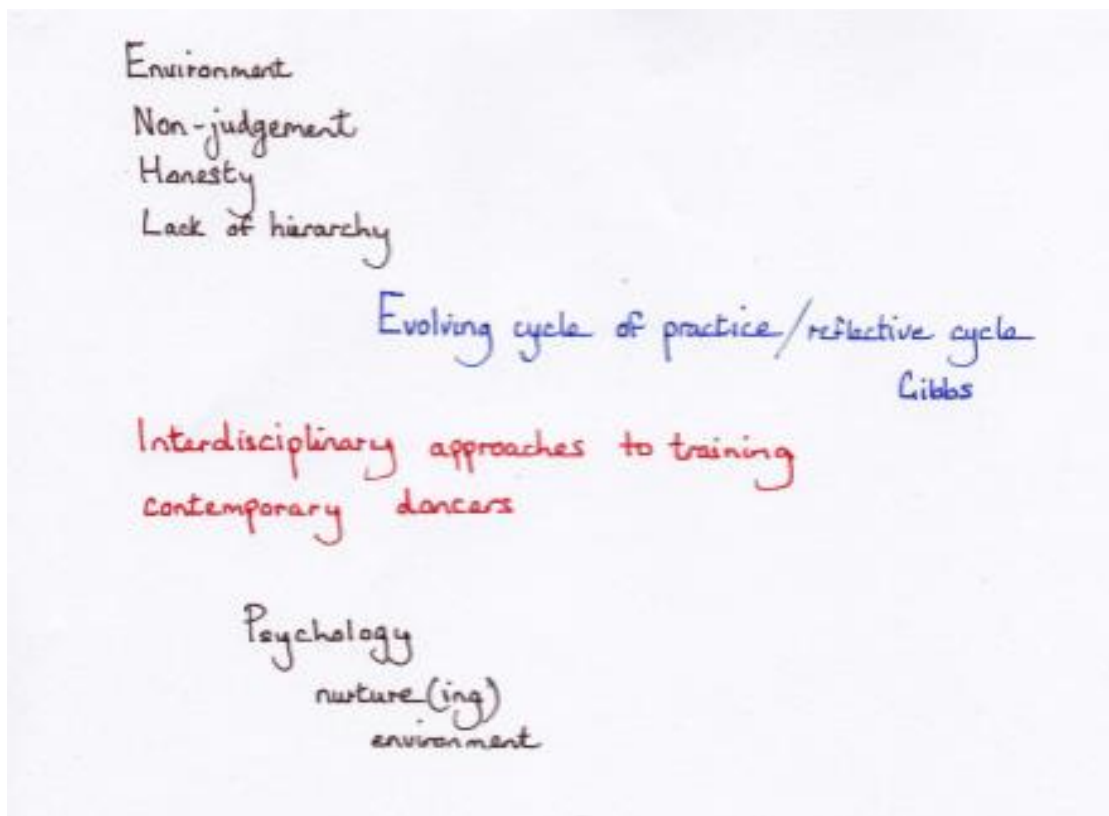 Environment
Non-judgement
Honesty
Lack of hierarchy
Evolving cycle of practice/reflective cycle
Gibbs
Interdisciplinary approaches to training
contemporary dancers
Psychology
nurture(ing)
environment